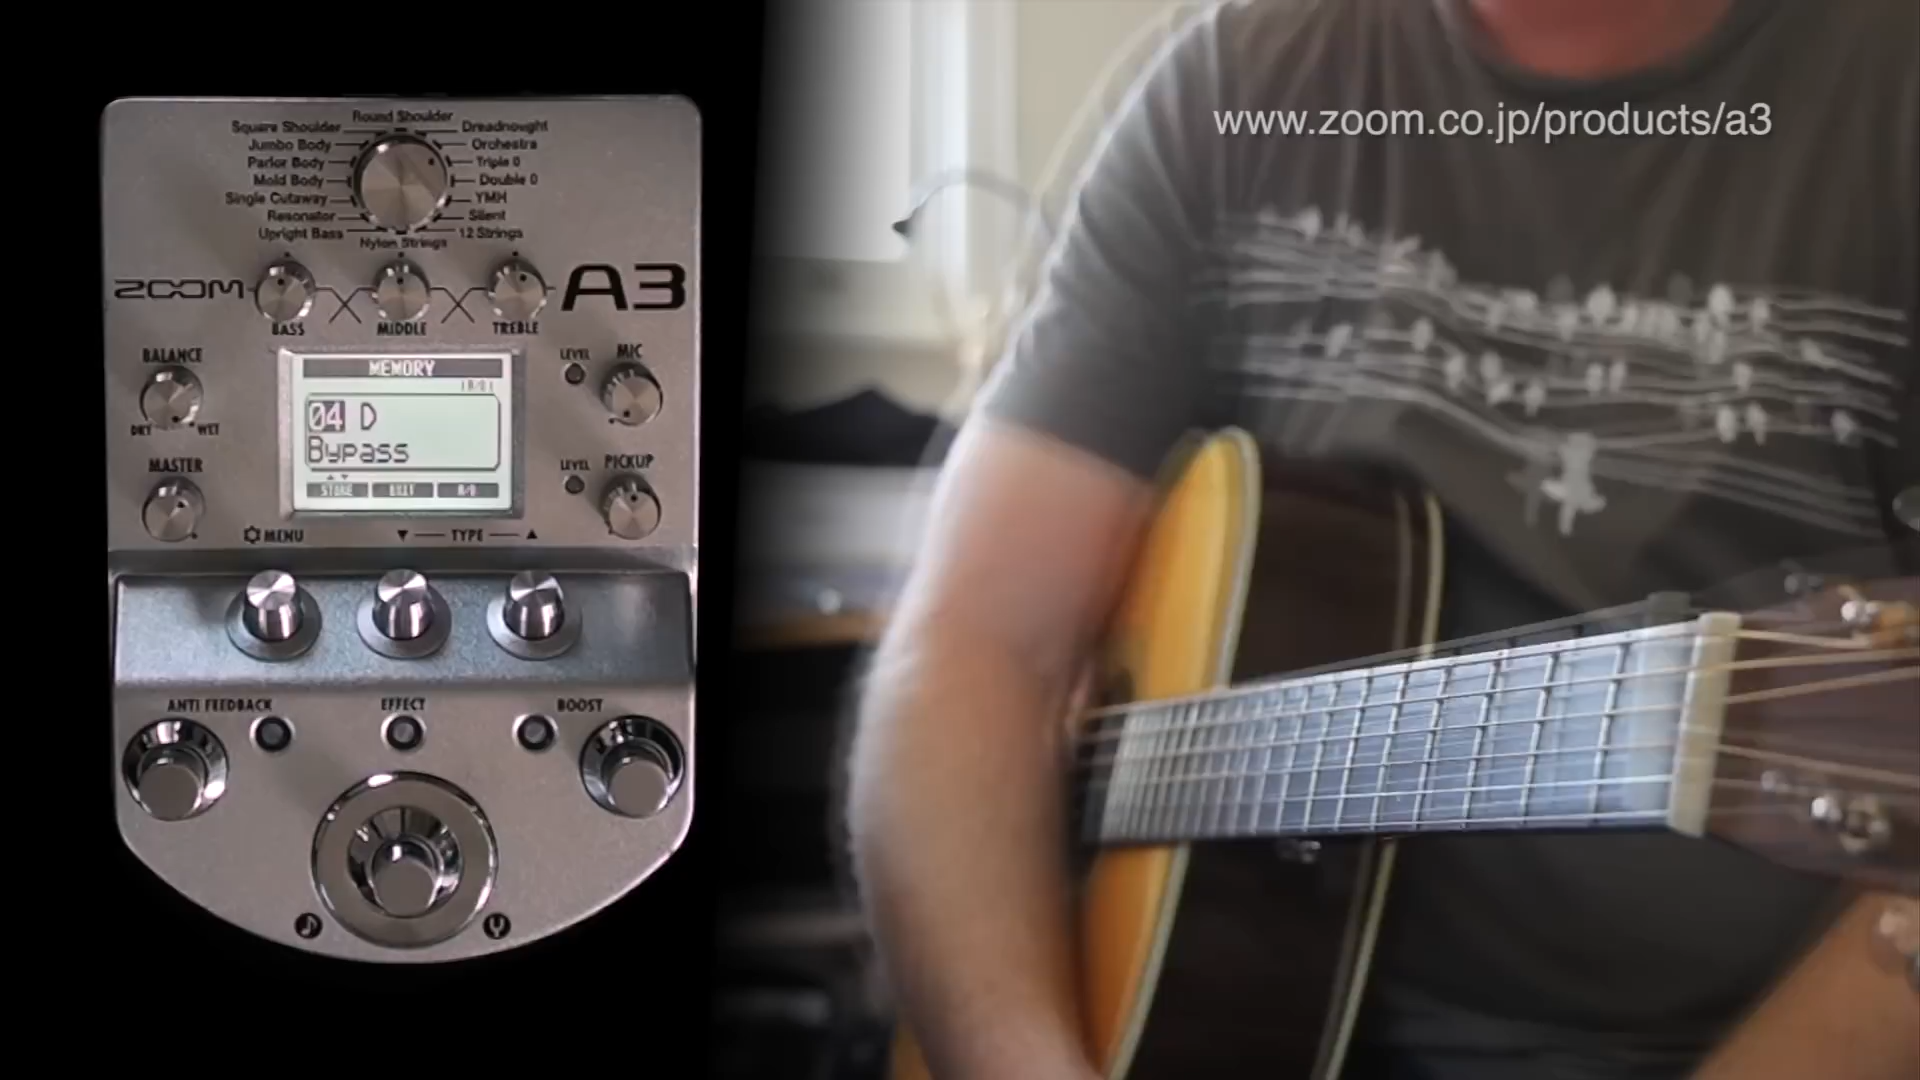 www.zoom.co.jp/products/a3
Round Shoulder
Square Shoulder
Dreadnought
Jumbo Body
Orchestra
Parlor Body
Triple 0
Mold Body
Double 0
Single Cutaway
YMH
Resonator
Silent
Upright Bass
12 Strings
Nylon Strings
ZOOM
A3
BASS
MIDDLE
TREBLE
BALANCE
DRY
WET
LEVEL
MIC
MEMORY
04 D
Bypass
STORE
EXIT
A/B
MASTER
LEVEL
PICKUP
MENU
TYPE
ANTI FEEDBACK
EFFECT
BOOST